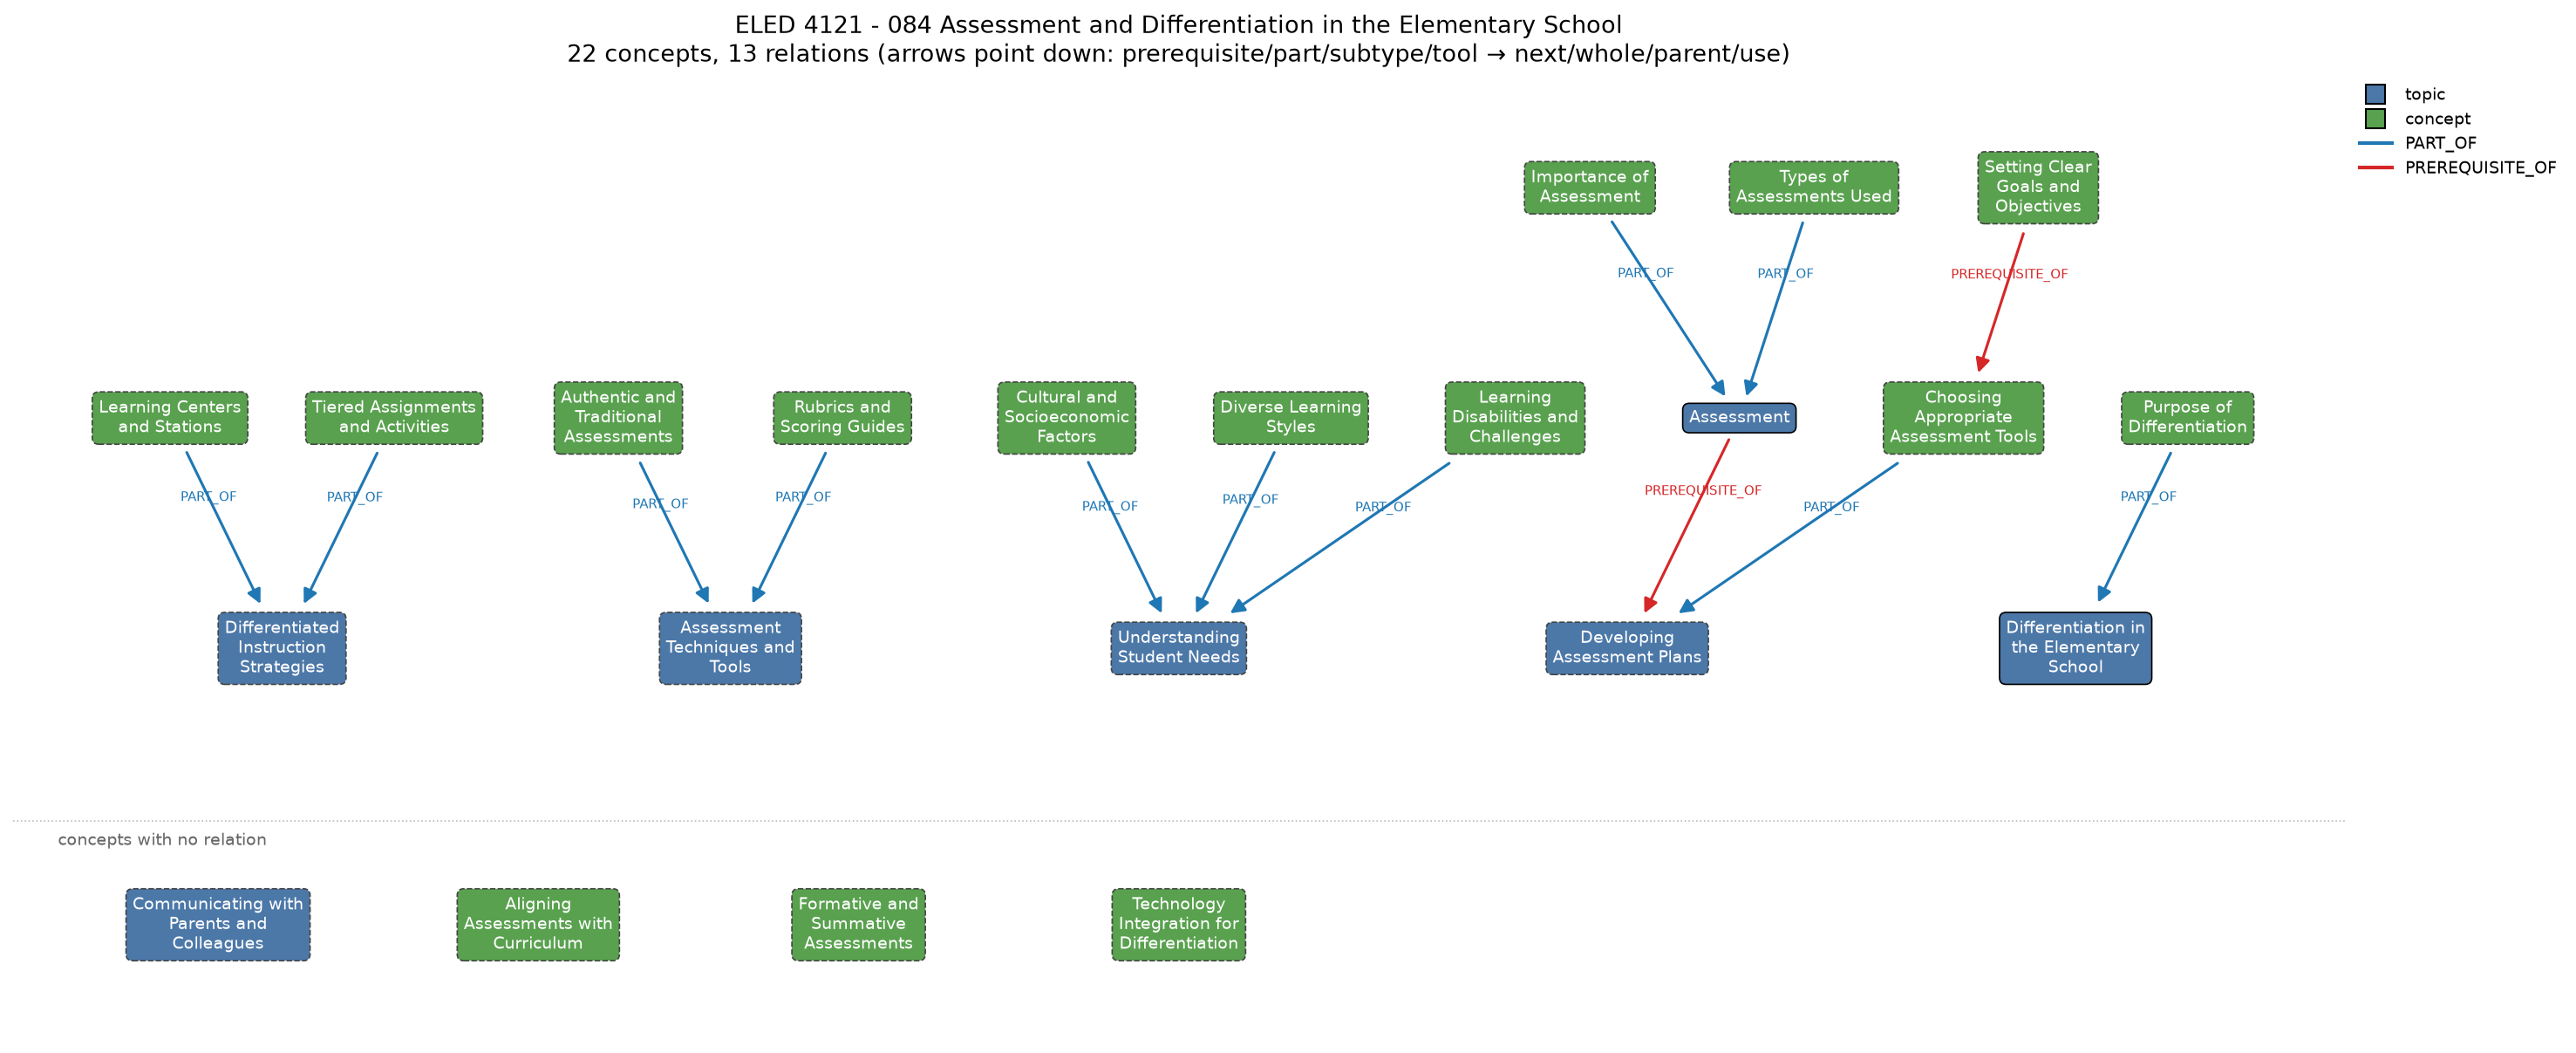 ELED 4121 - 084 Assessment and Differentiation in the Elementary School
22 concepts, 13 relations (arrows point down: prerequisite/part/subtype/tool → next/whole/parent/use)
topic
concept
PART_OF
PREREQUISITE_OF
Importance of
Assessment
Types of
Assessments Used
Setting Clear
Goals and
Objectives
PART_OF
PART_OF
PREREQUISITE_OF
Learning Centers
and Stations
Tiered Assignments
and Activities
Authentic and
Traditional
Assessments
Rubrics and
Scoring Guides
Cultural and
Socioeconomic
Factors
Diverse Learning
Styles
Learning
Disabilities and
Challenges
Assessment
Choosing
Appropriate
Assessment Tools
Purpose of
Differentiation
PART_OF
PART_OF
PART_OF
PART_OF
PART_OF
PART_OF
PART_OF
PREREQUISITE_OF
PART_OF
PART_OF
Differentiated
Instruction
Strategies
Assessment
Techniques and
Tools
Understanding
Student Needs
Developing
Assessment Plans
Differentiation in
the Elementary
School
concepts with no relation
Communicating with
Parents and
Colleagues
Aligning
Assessments with
Curriculum
Formative and
Summative
Assessments
Technology
Integration for
Differentiation